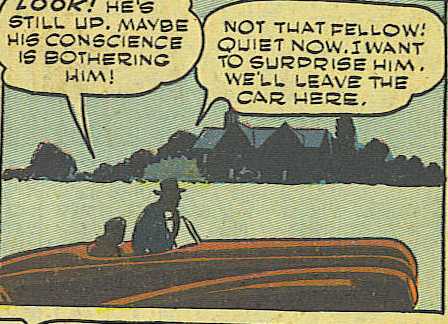 LOOK! HE'S
STILL UP. MAYBE
HIS CONSCIENCE
IS BOTHERING
HIM!
NOT THAT FELLOW!
QUIET NOW. I WANT
TO SURPRISE HIM.
WE'LL LEAVE THE
CAR HERE.